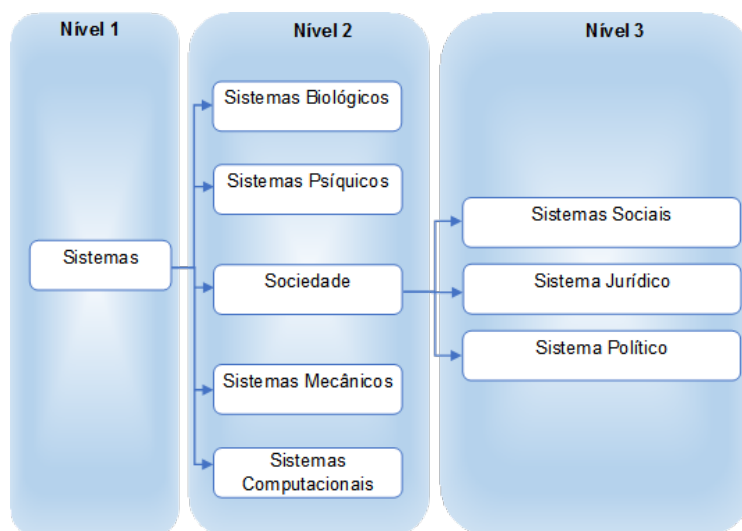 Nível 1
Nível 2
Nível 3
Sistemas Biológicos
Sistemas Psíquicos
Sistemas Sociais
Sistemas
Sociedade
Sistema Jurídico
Sistema Político
Sistemas Mecânicos
Sistemas
Computacionais